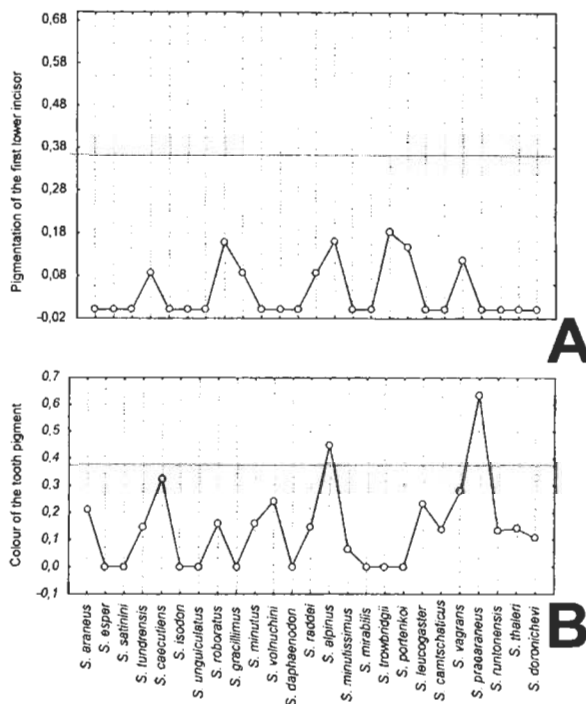 Pigmentation of the first lower incisor
0,68
0,58
0,48
0,38
0,28
0,18
0,08
-0,02
A
Colour of the tooth pigment
0,7
0,6
0,5
0,4
0,3
0,2
0,1
0,0
-0,1
B
S. araneus
S. esper
S. satinini
S. tundrensis
S. caecutiens
S. isodon
S. unguiculatus
S. roboratus
S. gracillimus
S. minutus
S. volnuchini
S. daphaenodon
S. raddei
S. alpinus
S. minutissimus
S. mirabilis
S. trowbridgii
S. portenkoi
S. leucogaster
S. camtschaticus
S. vagrans
S. praearaneus
S. runtonensis
S. thaleri
S. doronichevi